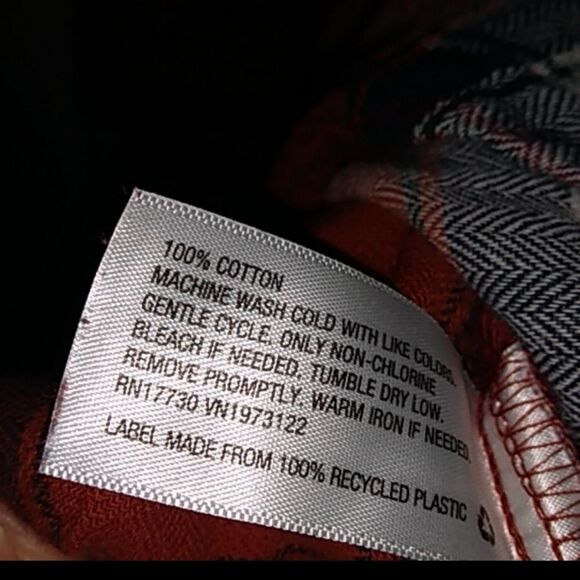 100% COTTON
MACHINE WASH COLD WITH LIKE COLORS.
GENTLE CYCLE. ONLY NON-CHLORINE
BLEACH IF NEEDED. TUMBLE DRY LOW.
REMOVE PROMPTLY. WARM IRON IF NEEDED.
RN17730 VN1973122
LABEL MADE FROM 100% RECYCLED PLASTIC